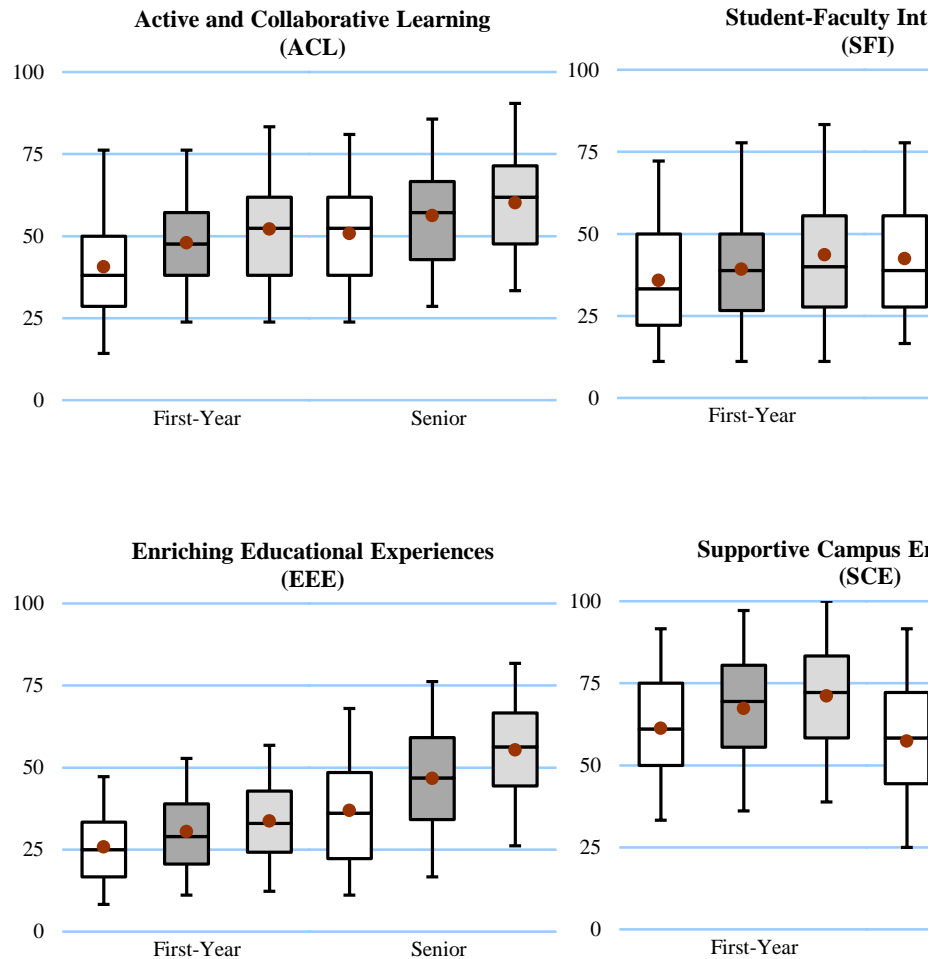 Active and Collaborative Learning
(ACL)
100
75
50
25
0
First-Year Senior
Student-Faculty Int
(SFI)
100
75
50
25
0
First-Year
Enriching Educational Experiences
(EEE)
100
75
50
25
0
First-Year Senior
Supportive Campus En
(SCE)
100
75
50
25
0
First-Year